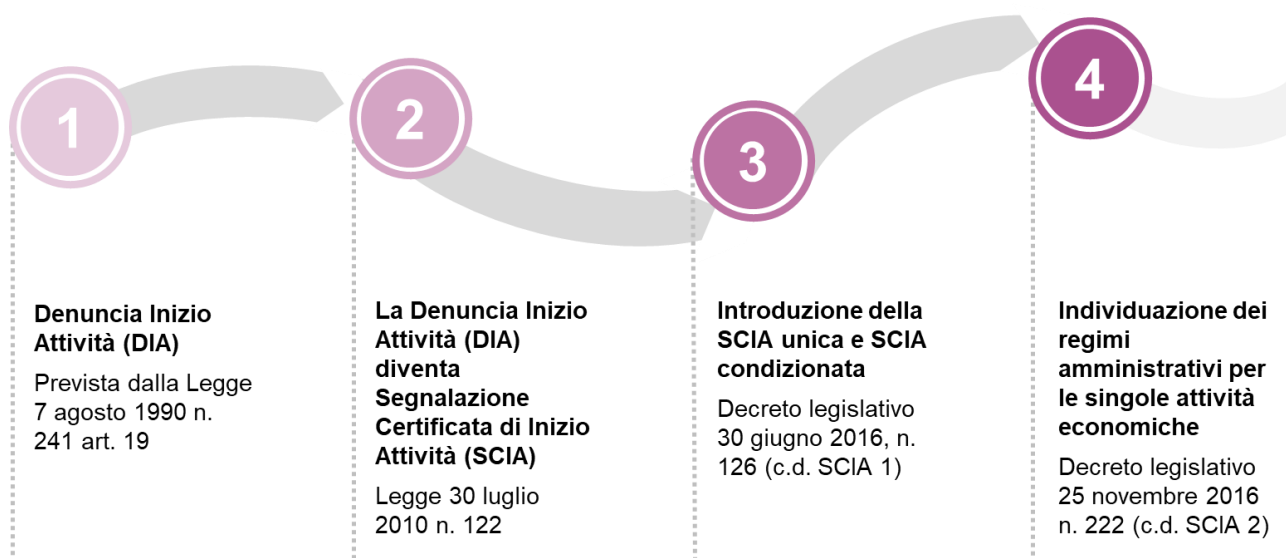 1
Denuncia Inizio
Attività (DIA)
Prevista dalla Legge
7 agosto 1990 n.
241 art. 19
2
La Denuncia Inizio
Attività (DIA)
diventa
Segnalazione
Certificata di Inizio
Attività (SCIA)
Legge 30 luglio
2010 n. 122
3
Introduzione della
SCIA unica e SCIA
condizionata
Decreto legislativo
30 giugno 2016, n.
126 (c.d. SCIA 1)
4
Individuazione dei
regimi
amministrativi per
le singole attività
economiche
Decreto legislativo
25 novembre 2016
n. 222 (c.d. SCIA 2)